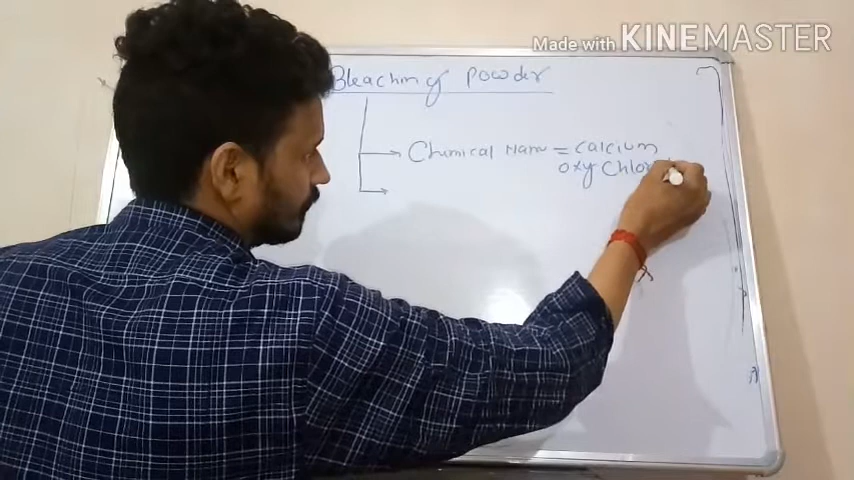 Made with KINEMASTER
Bleaching Powder
Chemical Name = Calcium
oxy Chlor